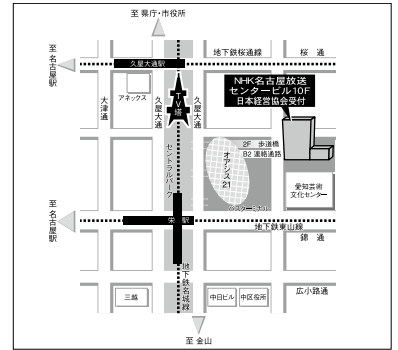 至 県庁・市役所
至 名古屋駅
地下鉄桜通線
桜 通
久屋大通駅
アネックス
大津通
久屋大通
TV塔
久屋大通
NHK名古屋放送
センタービル10F
日本経営協会受付
セントラルパーク
2F 歩道橋
B2 連絡通路
オアシス21
バスターミナル
愛知芸術
文化センター
至 名古屋駅
栄 駅
地下鉄東山線
錦 通
地下鉄名城線
三越
中日ビル
中区役所
広小路通
至 金山